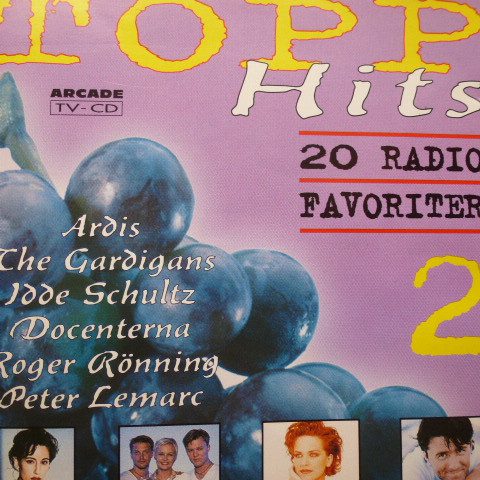 TOPP
Hits
ARCADE
TV-CD
20 RADIO
FAVORITER
2
Ardis
The Gardigans
Idde Schultz
Docenterna
Roger Rönning
Peter Lemarc